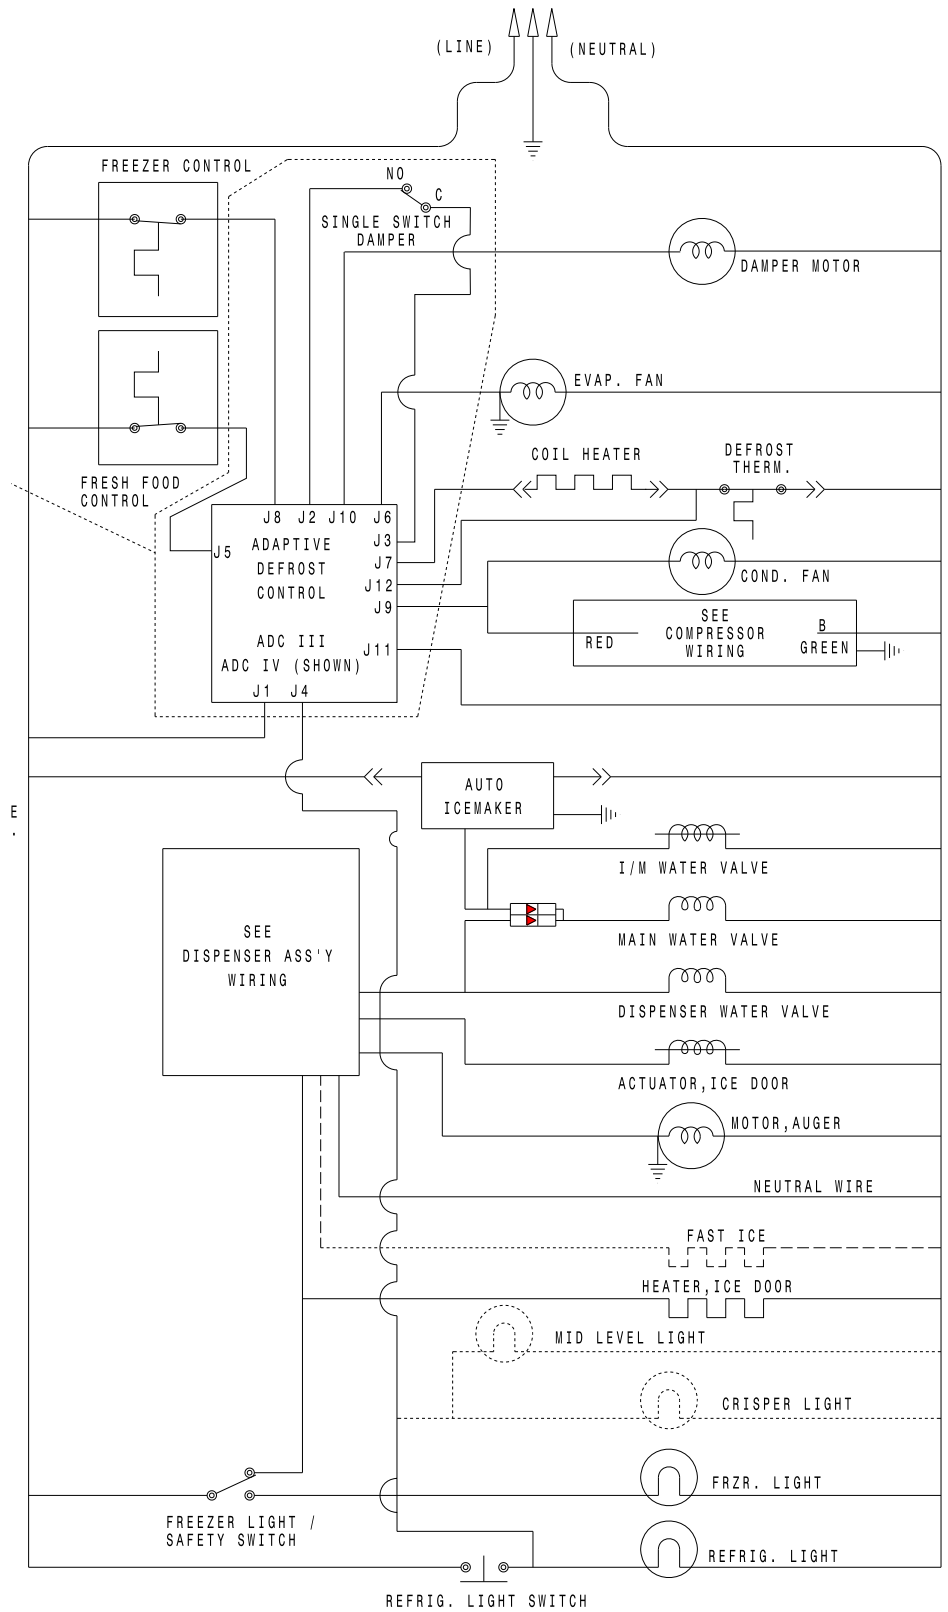 (LINE)
(NEUTRAL)
FREEZER CONTROL
NO
C
SINGLE SWITCH
DAMPER
DAMPER MOTOR
EVAP. FAN
COIL HEATER
DEFROST
THERM.
FRESH FOOD
CONTROL
J8 J2 J10 J6
J3
J5
ADAPTIVE
DEFROST
CONTROL
J7
J12
J9
COND. FAN
SEE
COMPRESSOR
WIRING
RED
B
GREEN
ADC III
ADC IV (SHOWN)
J11
J1 J4
AUTO
ICEMAKER
E
.
I/M WATER VALVE
MAIN WATER VALVE
SEE
DISPENSER ASS'Y
WIRING
DISPENSER WATER VALVE
ACTUATOR,ICE DOOR
MOTOR,AUGER
NEUTRAL WIRE
FAST ICE
HEATER,ICE DOOR
MID LEVEL LIGHT
CRISPER LIGHT
FRZR. LIGHT
FREEZER LIGHT /
SAFETY SWITCH
REFRIG. LIGHT
REFRIG. LIGHT SWITCH